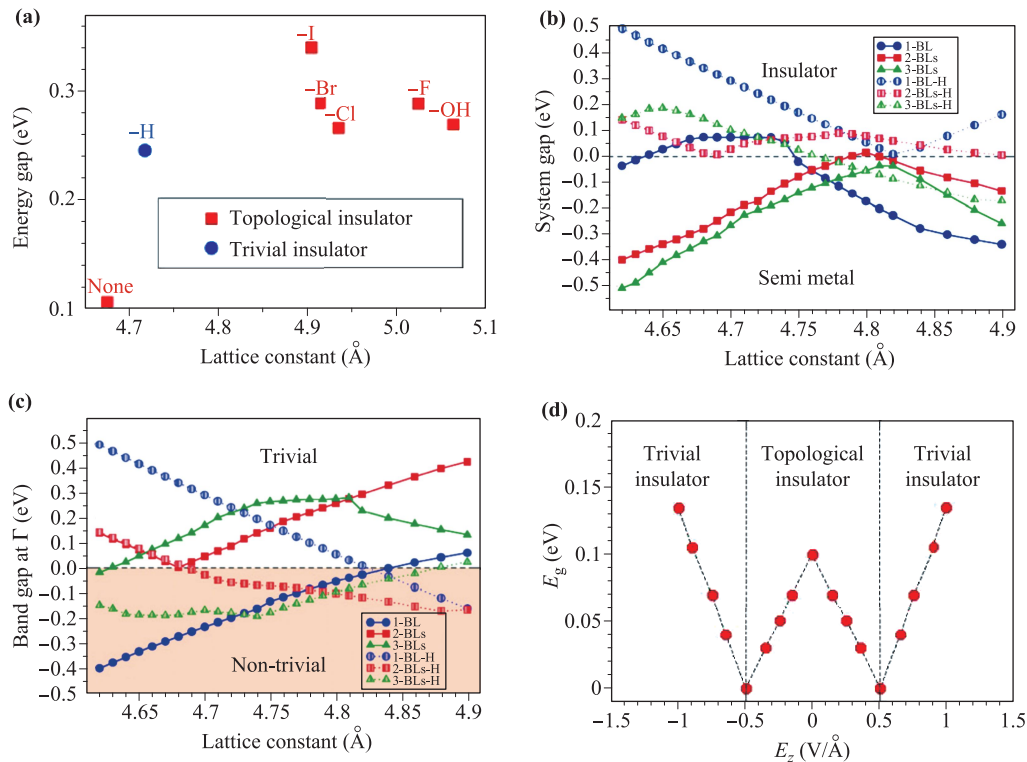 (a)
Energy gap (eV)
0.3
0.2
0.1
–I
–Br
–Cl
–F
–OH
–H
None
Topological insulator
Trivial insulator
4.7
4.8
4.9
5.0
5.1
Lattice constant (Å)
(b)
System gap (eV)
0.5
0.4
0.3
0.2
0.1
0.0
−0.1
−0.2
−0.3
−0.4
−0.5
Insulator
Semi metal
1-BL
2-BLs
3-BLs
1-BL-H
2-BLs-H
3-BLs-H
4.65
4.7
4.75
4.8
4.85
4.9
Lattice constant (Å)
(c)
Band gap at Γ (eV)
0.5
0.4
0.3
0.2
0.1
0.0
−0.1
−0.2
−0.3
−0.4
−0.5
Trivial
Non-trivial
1-BL
2-BLs
3-BLs
1-BL-H
2-BLs-H
3-BLs-H
4.65
4.7
4.75
4.8
4.85
4.9
Lattice constant (Å)
(d)
E_g (eV)
0.2
0.15
0.1
0.05
0
Trivial
insulator
Topological
insulator
Trivial
insulator
−1.5
−1
−0.5
0
0.5
1
1.5
E_z (V/Å)